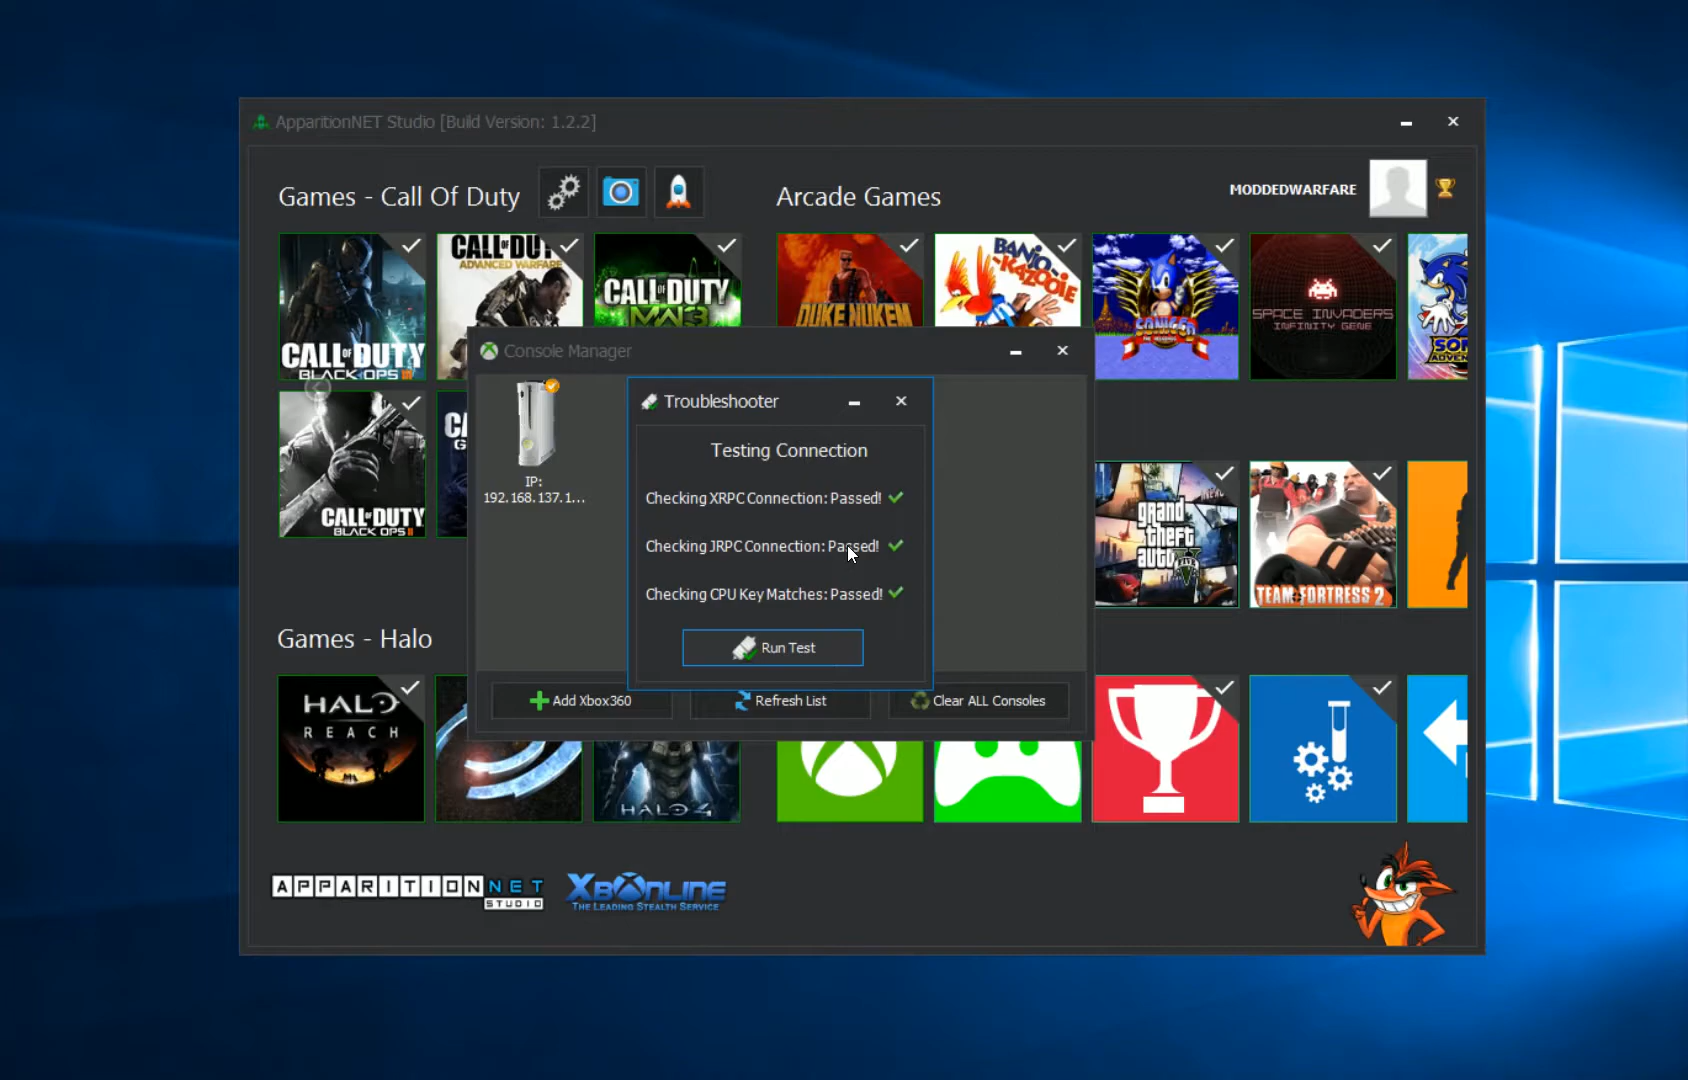 ApparitionNET Studio [Build Version: 1.2.2]
Games - Call Of Duty
Arcade Games
MODDEDWARFARE
CALL OF DUTY
BLACK OPS III
CALL OF DUTY
ADVANCED WARFARE
CALL OF DUTY
MW3
DUKE NUKEM
BANJO-
KAZOOIE
SONIC CD
SPACE INVADERS
INFINITY GENE
Console Manager
IP:
192.168.137.1...
Troubleshooter
Testing Connection
Checking XRPC Connection: Passed!
Checking JRPC Connection: Passed!
Checking CPU Key Matches: Passed!
Run Test
Add Xbox360
Refresh List
Clear ALL Consoles
CALL OF DUTY
BLACK OPS II
grand
theft
auto
V
FIVE
TEAM FORTRESS 2
Games - Halo
HALO
REACH
HALO 4
APPARITIONNET
STUDIO
XBONLINE
THE LEADING STEALTH SERVICE